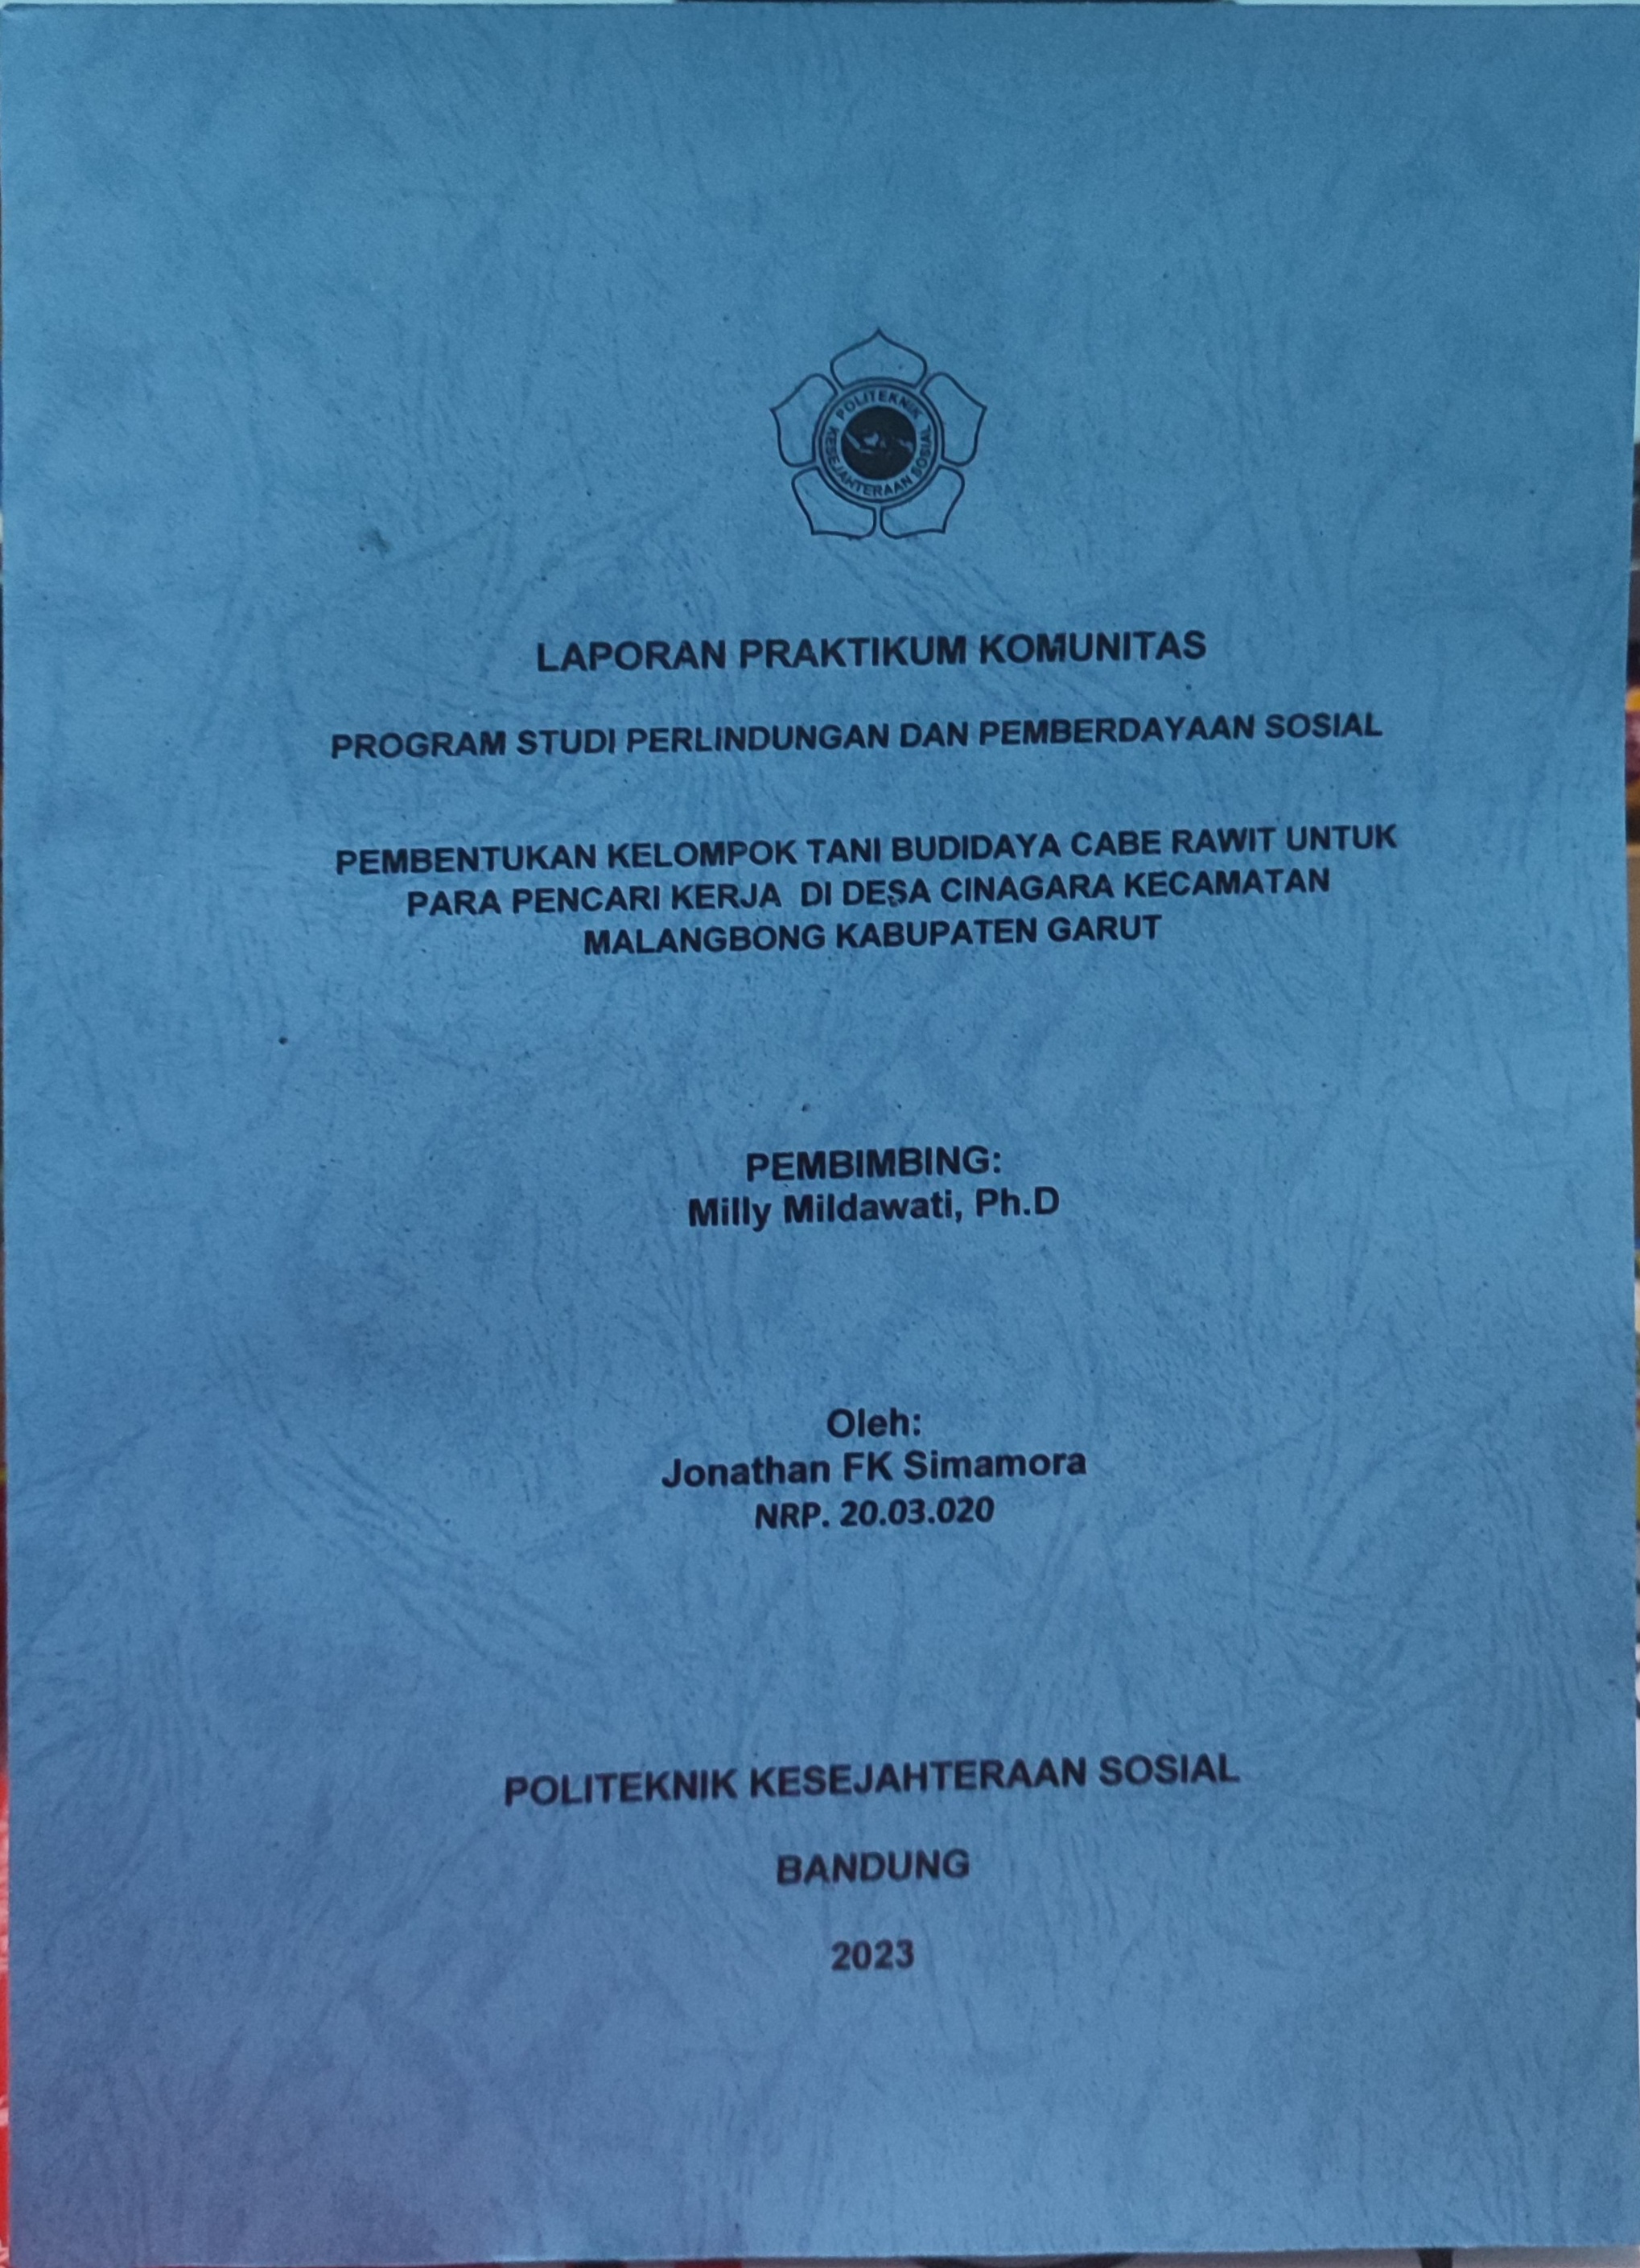 POLITEKNIK
KESEJAHTERAAN SOSIAL
LAPORAN PRAKTIKUM KOMUNITAS
PROGRAM STUDI PERLINDUNGAN DAN PEMBERDAYAAN SOSIAL
PEMBENTUKAN KELOMPOK TANI BUDIDAYA CABE RAWIT UNTUK
PARA PENCARI KERJA DI DESA CINAGARA KECAMATAN
MALANGBONG KABUPATEN GARUT
PEMBIMBING:
Milly Mildawati, Ph.D
Oleh:
Jonathan FK Simamora
NRP. 20.03.020
POLITEKNIK KESEJAHTERAAN SOSIAL
BANDUNG
2023